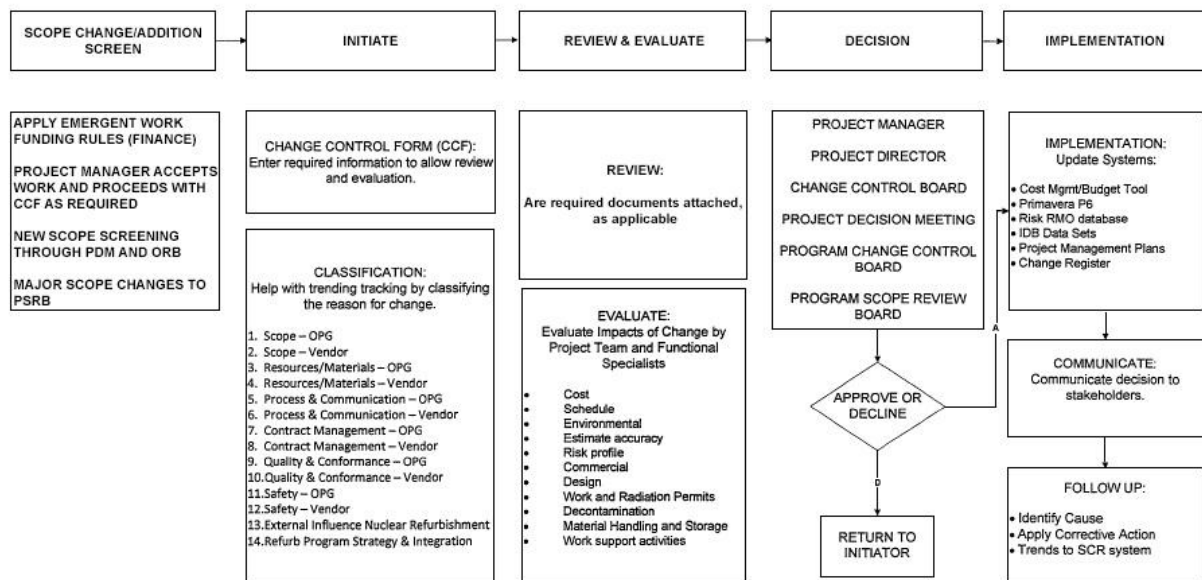 SCOPE CHANGE/ADDITION
SCREEN
INITIATE
REVIEW & EVALUATE
DECISION
IMPLEMENTATION
APPLY EMERGENT WORK
FUNDING RULES (FINANCE)
PROJECT MANAGER ACCEPTS
WORK AND PROCEEDS WITH
CCF AS REQUIRED
NEW SCOPE SCREENING
THROUGH PDM AND ORB
MAJOR SCOPE CHANGES TO
PSRB
CHANGE CONTROL FORM (CCF):
Enter required information to allow review
and evaluation.
CLASSIFICATION:
Help with trending tracking by classifying
the reason for change.
1. Scope – OPG
2. Scope – Vendor
3. Resources/Materials – OPG
4. Resources/Materials – Vendor
5. Process & Communication – OPG
6. Process & Communication – Vendor
7. Contract Management – OPG
8. Contract Management – Vendor
9. Quality & Conformance – OPG
10.Quality & Conformance – Vendor
11.Safety – OPG
12.Safety – Vendor
13.External Influence Nuclear Refurbishment
14.Refurb Program Strategy & Integration
REVIEW:
Are required documents attached,
as applicable
EVALUATE:
Evaluate Impacts of Change by
Project Team and Functional
Specialists
• Cost
• Schedule
• Environmental
• Estimate accuracy
• Risk profile
• Commercial
• Design
• Work and Radiation Permits
• Decontamination
• Material Handling and Storage
• Work support activities
PROJECT MANAGER
PROJECT DIRECTOR
CHANGE CONTROL BOARD
PROJECT DECISION MEETING
PROGRAM CHANGE CONTROL
BOARD
PROGRAM SCOPE REVIEW
BOARD
APPROVE OR
DECLINE
A
D
RETURN TO
INITIATOR
IMPLEMENTATION:
Update Systems:
• Cost Mgmt/Budget Tool
• Primavera P6
• Risk RMO database
• IDB Data Sets
• Project Management Plans
• Change Register
COMMUNICATE:
Communicate decision to
stakeholders.
FOLLOW UP:
• Identify Cause
• Apply Corrective Action
• Trends to SCR system